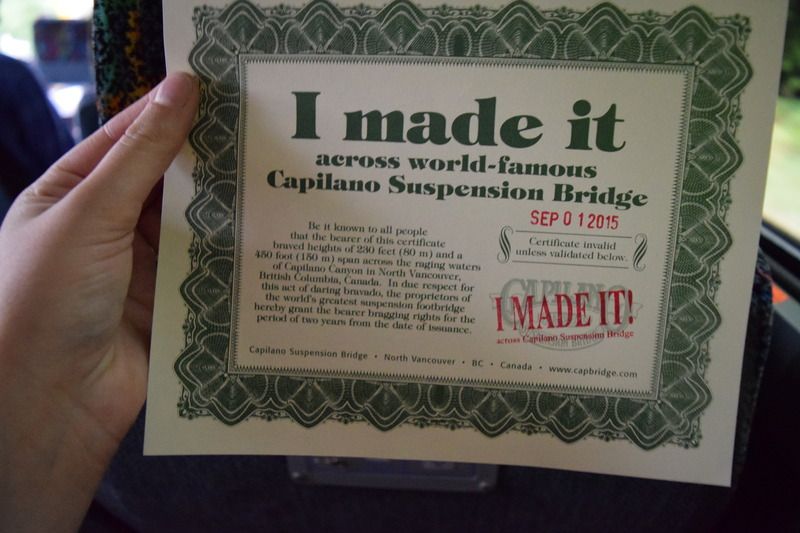 I made it
across world-famous
Capilano Suspension Bridge
SEP 0 1 2015
Certificate invalid
unless validated below.
Be it known to all people
that the bearer of this certificate
braved heights of 230 feet (80 m) and a
450 foot (150 m) span across the raging waters
of Capilano Canyon in North Vancouver,
British Columbia, Canada. In due respect for
this act of daring bravado, the proprietors of
the world's greatest suspension footbridge
hereby grant the bearer bragging rights for the
period of two years from the date of issuance.
CAPILANO
I MADE IT!
across Capilano Suspension Bridge
Capilano Suspension Bridge • North Vancouver • BC • Canada • www.capbridge.com